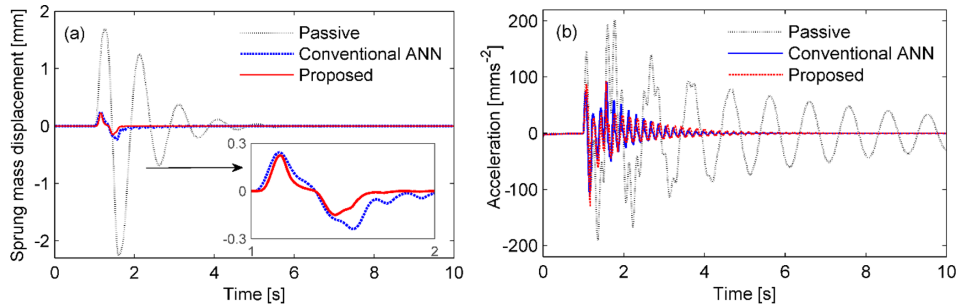 (a)
Passive
Conventional ANN
Proposed
Sprung mass displacement [mm]
2
1
0
-1
-2
0.3
0
-0.3
1
2
0
2
4
6
8
10
Time [s]
(b)
Passive
Conventional ANN
Proposed
Acceleration [mms-2]
200
100
0
-100
-200
0
2
4
6
8
10
Time [s]